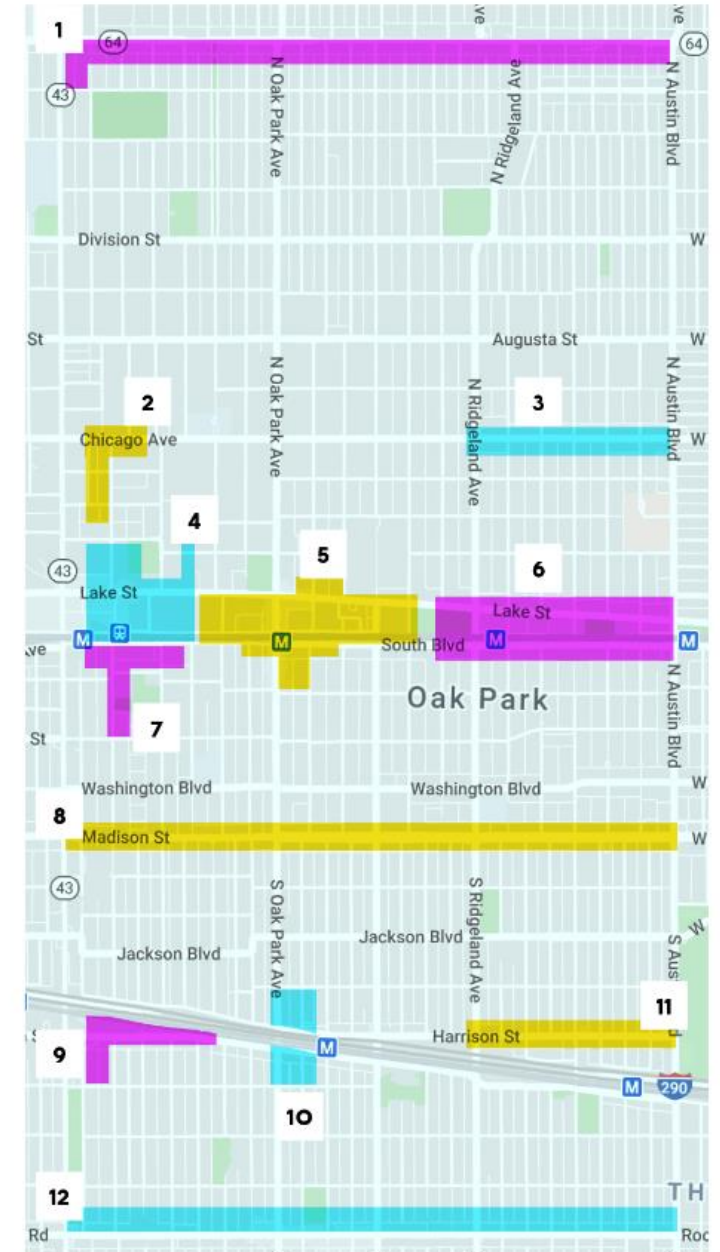 ve
ve
1
64
64
43
N Oak Park Ave
N Ridgeland Ave
N Austin Blvd
Division St
W
St
Augusta St
W
N Oak Park Ave
N Ridgeland Ave
N Austin Blvd
2
3
Chicago Ave
W
4
5
6
43
Lake St
Lake St
M
M
M
M
ve
South Blvd
Oak Park
N Austin Blvd
7
St
Washington Blvd
Washington Blvd
W
8
Madison St
W
43
S Oak Park Ave
S Ridgeland Ave
W
Jackson Blvd
Jackson Blvd
S Aus
d
11
s
Harrison St
9
M
M
290
10
12
TH
Rd
Roo